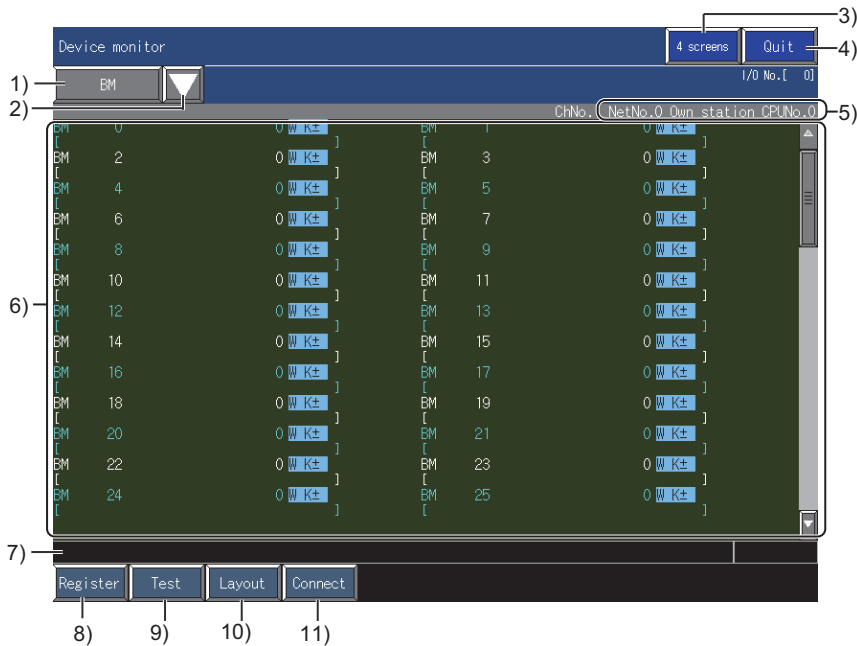 3)
Device monitor 4 screens Quit 4)
1) BM I/O No.[ 0]
2) ChNo. NetNo.0 Own station CPUNo.0 5)
BM 0 0 W K± BM 1 0 W K±
[ ] [ ]
BM 2 0 W K± BM 3 0 W K±
[ ] [ ]
BM 4 0 W K± BM 5 0 W K±
[ ] [ ]
BM 6 0 W K± BM 7 0 W K±
[ ] [ ]
BM 8 0 W K± BM 9 0 W K±
[ ] [ ]
BM 10 0 W K± BM 11 0 W K±
6) [ ] [ ]
BM 12 0 W K± BM 13 0 W K±
[ ] [ ]
BM 14 0 W K± BM 15 0 W K±
[ ] [ ]
BM 16 0 W K± BM 17 0 W K±
[ ] [ ]
BM 18 0 W K± BM 19 0 W K±
[ ] [ ]
BM 20 0 W K± BM 21 0 W K±
[ ] [ ]
BM 22 0 W K± BM 23 0 W K±
[ ] [ ]
BM 24 0 W K± BM 25 0 W K±
[ ] [ ]
7)
Register Test Layout Connect
8) 9) 10) 11)